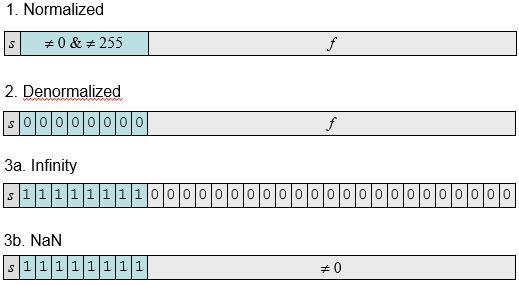 1. Normalized
s ≠ 0 & ≠ 255 f
2. Denormalized
s 0 0 0 0 0 0 0 0 f
3a. Infinity
s 1 1 1 1 1 1 1 1 0 0 0 0 0 0 0 0 0 0 0 0 0 0 0 0 0 0 0 0 0 0 0
3b. NaN
s 1 1 1 1 1 1 1 1 ≠ 0